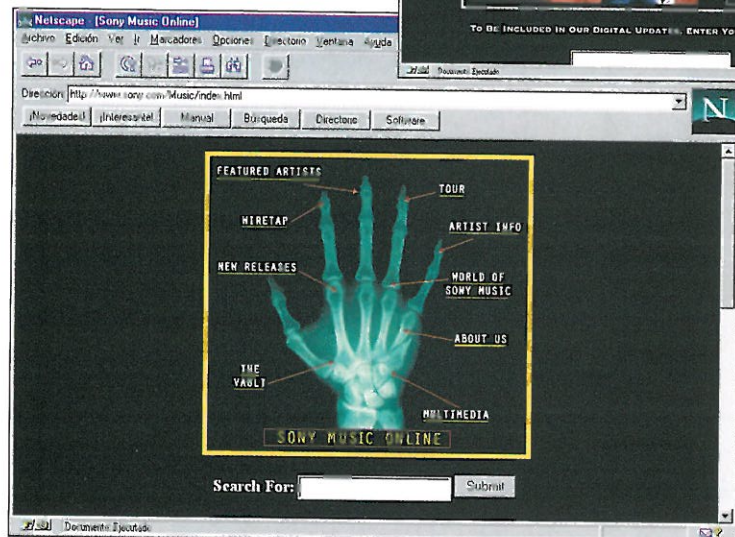 TO BE INCLUDED IN OUR DIGITAL UPDATES, ENTER YO
Documento Ejecutado
Netscape - [Sony Music Online]
Archivo Edición Ver Ir Marcadores Opciones Directorio Ventana Ayuda
Dirección: http://www.sony.com/Music/index.html
N
¡Novedades! ¡Interesante! Manual Búsqueda Directorio Software
FEATURED ARTISTS
TOUR
WIRETAP
ARTIST INFO
NEW RELEASES
WORLD OF
SONY MUSIC
ABOUT US
THE
VAULT
MULTIMEDIA
SONY MUSIC ONLINE
Search For: Submit
Documento Ejecutado